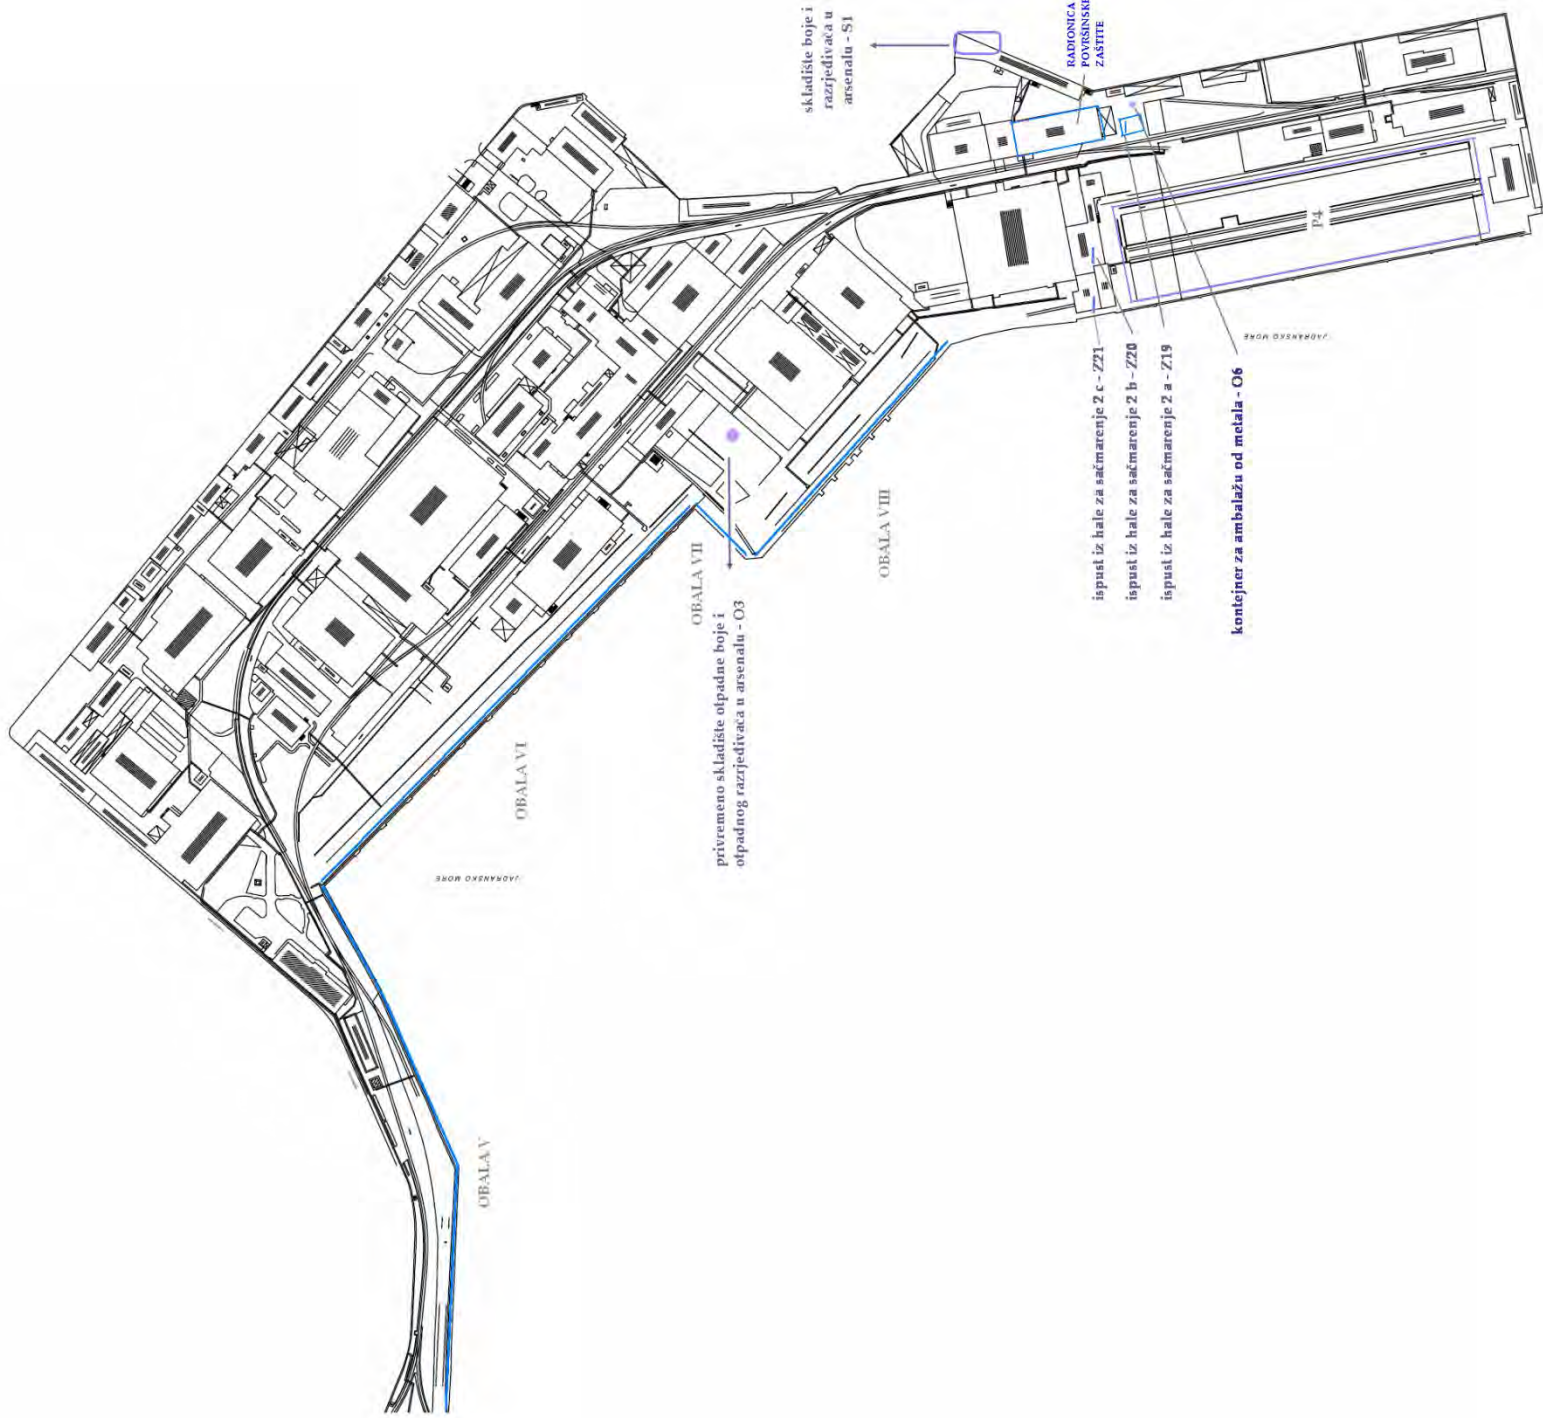 skladište boje i
razrjeđivača u
arsenalu - S1
RADIONICA
POVRŠINSKE
ZAŠTITE
P4
JADRANSKO MORE
ispust iz hale za sačmarenje 2 c - Z21
ispust iz hale za sačmarenje 2 b - Z20
ispust iz hale za sačmarenje 2 a - Z19
kontejner za ambalažu od metala - O6
OBALA VIII
OBALA VII
privremeno skladište otpadne boje i
otpadnog razrjeđivača u arsenalu - O3
OBALA VI
JADRANSKO MORE
OBALA V